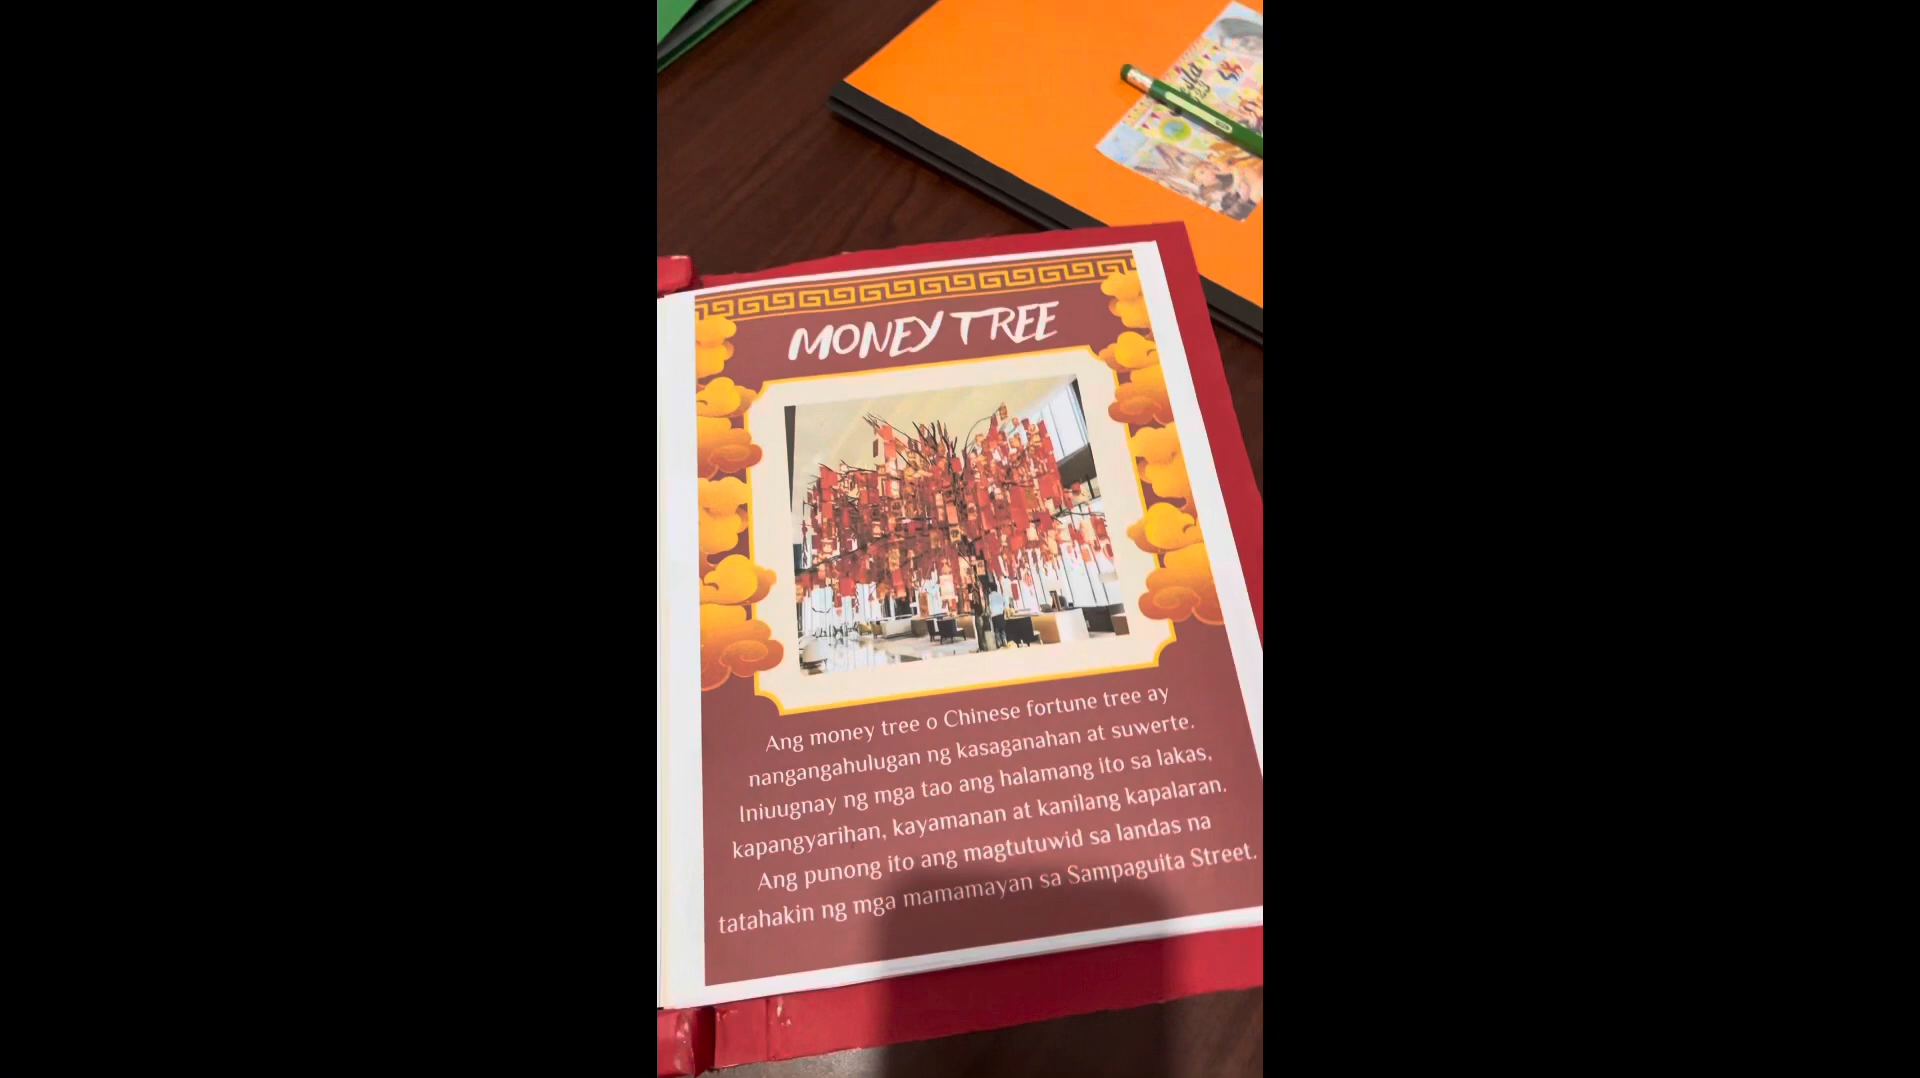 MONEY TREE
Ang money tree o Chinese fortune tree ay
nangangahulugan ng kasaganahan at suwerte.
Iniuugnay ng mga tao ang halamang ito sa lakas,
kapangyarihan, kayamanan at kanilang kapalaran.
Ang punong ito ang magtutuwid sa landas na
tatahakin ng mga mamamayan sa Sampaguita Street.